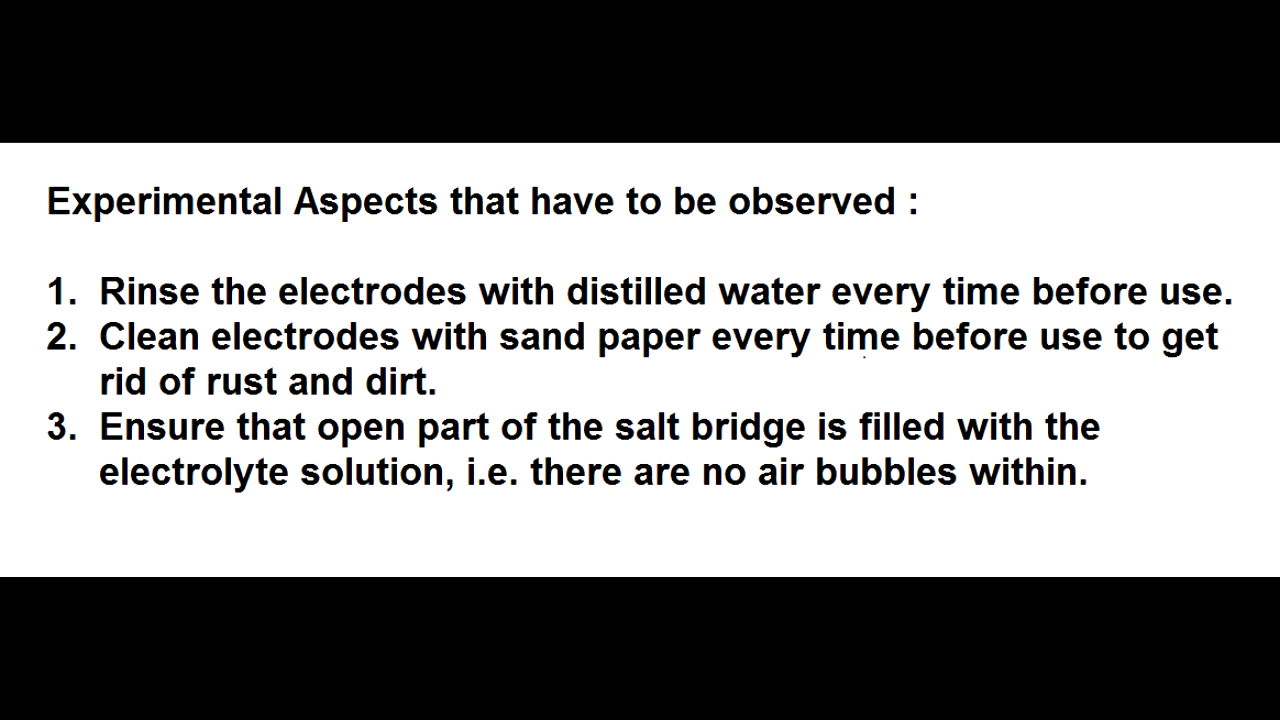 Experimental Aspects that have to be observed :
1. Rinse the electrodes with distilled water every time before use.
2. Clean electrodes with sand paper every time before use to get
rid of rust and dirt.
3. Ensure that open part of the salt bridge is filled with the
electrolyte solution, i.e. there are no air bubbles within.